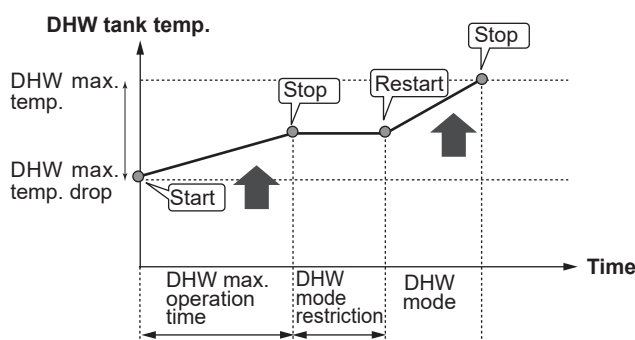 DHW tank temp.
Stop
DHW max.
temp.
Stop
Restart
DHW max.
temp. drop
Start
Time
DHW max.
operation
time
DHW
mode
restriction
DHW
mode